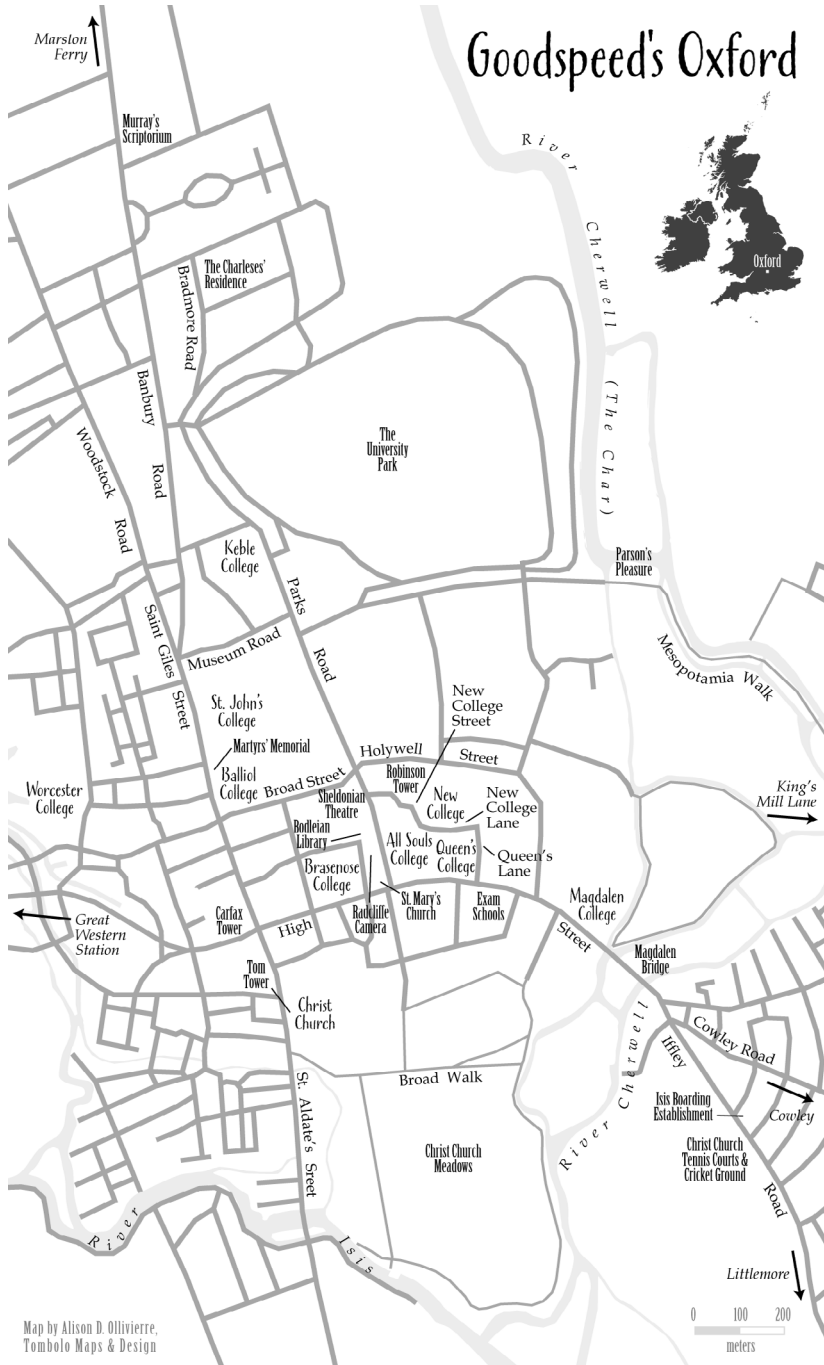 Goodspeed's Oxford
Marston
Ferry
Murray's
Scriptorium
River
Cherwell
(The Char)
Oxford
The Charleses'
Residence
Bradmore Road
Banbury
Road
Woodstock
Road
The
University
Park
Parson's
Pleasure
Keble
College
Parks
Road
Saint Giles
Street
Museum Road
Mesopotamia Walk
St. John's
College
New
College
Street
Martyrs' Memorial
Holywell
Street
Balliol
College
Broad Street
Robinson
Tower
Worcester
College
Sheldonian
Theatre
New
College
New
College
Lane
King's
Mill Lane
Bodleian
Library
All Souls
College
Queen's
College
Queen's
Lane
Brasenose
College
Magdalen
College
Great
Western
Station
Carfax
Tower
High
Radcliffe
Camera
St. Mary's
Church
Exam
Schools
Street
Magdalen
Bridge
Tom
Tower
Christ
Church
River Cherwell
Cowley Road
Iffley
Road
Broad Walk
St. Aldate's Sreet
Isis Boarding
Establishment
Cowley
Christ Church
Meadows
Christ Church
Tennis Courts &
Cricket Ground
River
Isis
Littlemore
0 100 200
meters
Map by Alison D. Ollivierre,
Tombolo Maps & Design